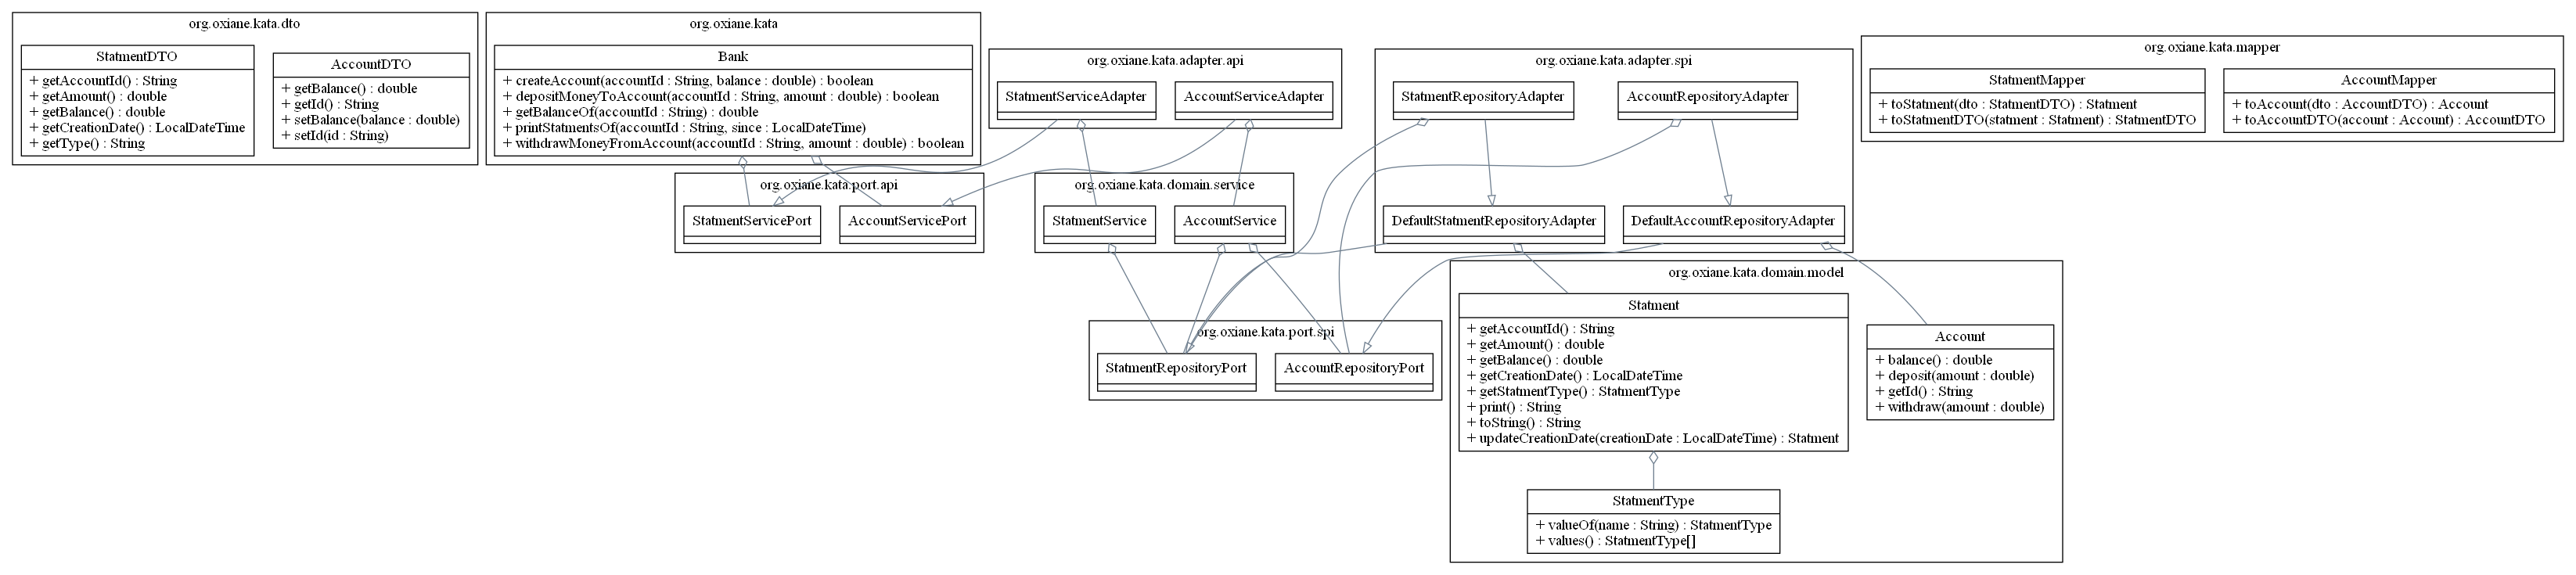 org.oxiane.kata.dto
StatmentDTO
+ getAccountId() : String
+ getAmount() : double
+ getBalance() : double
+ getCreationDate() : LocalDateTime
+ getType() : String
AccountDTO
+ getBalance() : double
+ getId() : String
+ setBalance(balance : double)
+ setId(id : String)
org.oxiane.kata
Bank
+ createAccount(accountId : String, balance : double) : boolean
+ depositMoneyToAccount(accountId : String, amount : double) : boolean
+ getBalanceOf(accountId : String) : double
+ printStatmentsOf(accountId : String, since : LocalDateTime)
+ withdrawMoneyFromAccount(accountId : String, amount : double) : boolean
org.oxiane.kata.adapter.api
StatmentServiceAdapter
AccountServiceAdapter
org.oxiane.kata.adapter.spi
StatmentRepositoryAdapter
AccountRepositoryAdapter
DefaultStatmentRepositoryAdapter
DefaultAccountRepositoryAdapter
org.oxiane.kata.mapper
StatmentMapper
+ toStatment(dto : StatmentDTO) : Statment
+ toStatmentDTO(statment : Statment) : StatmentDTO
AccountMapper
+ toAccount(dto : AccountDTO) : Account
+ toAccountDTO(account : Account) : AccountDTO
org.oxiane.kata.port.api
StatmentServicePort
AccountServicePort
org.oxiane.kata.domain.service
StatmentService
AccountService
org.oxiane.kata.port.spi
StatmentRepositoryPort
AccountRepositoryPort
org.oxiane.kata.domain.model
Statment
+ getAccountId() : String
+ getAmount() : double
+ getBalance() : double
+ getCreationDate() : LocalDateTime
+ getStatmentType() : StatmentType
+ print() : String
+ toString() : String
+ updateCreationDate(creationDate : LocalDateTime) : Statment
Account
+ balance() : double
+ deposit(amount : double)
+ getId() : String
+ withdraw(amount : double)
StatmentType
+ valueOf(name : String) : StatmentType
+ values() : StatmentType[]